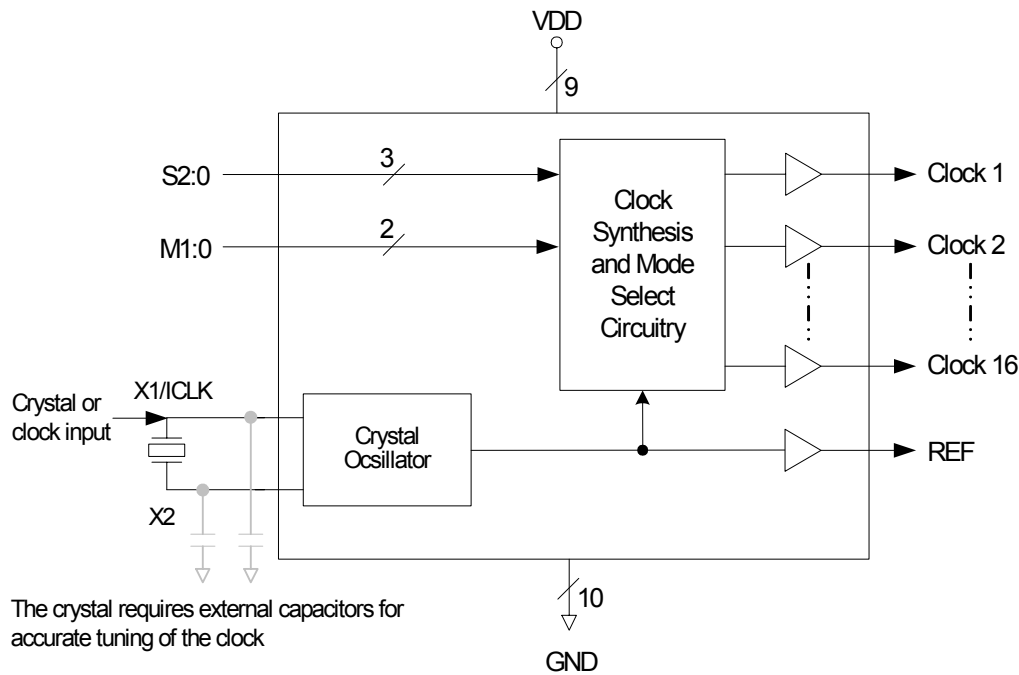 VDD
9
S2:0
3
M1:0
2
Clock
Synthesis
and Mode
Select
Circuitry
Clock 1
Clock 2
Clock 16
X1/ICLK
Crystal or
clock input
Crystal
Ocsillator
REF
X2
The crystal requires external capacitors for
accurate tuning of the clock
10
GND